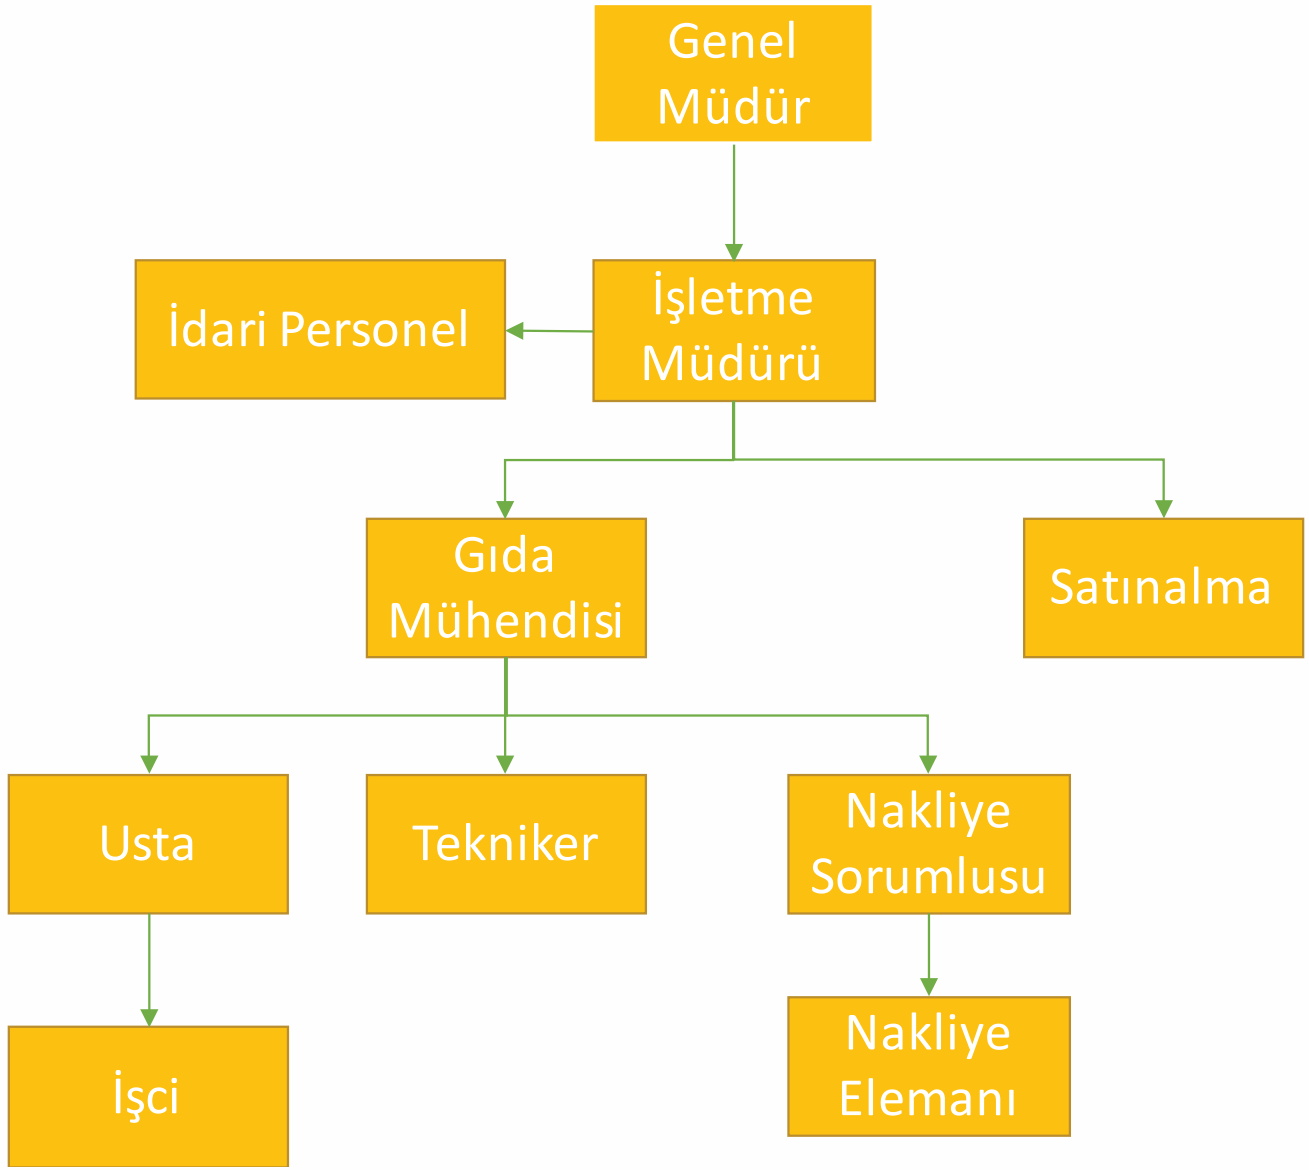 Genel
Müdür
İdari Personel
İşletme
Müdürü
Gıda
Mühendisi
Satınalma
Usta
Tekniker
Nakliye
Sorumlusu
İşci
Nakliye
Elemanı